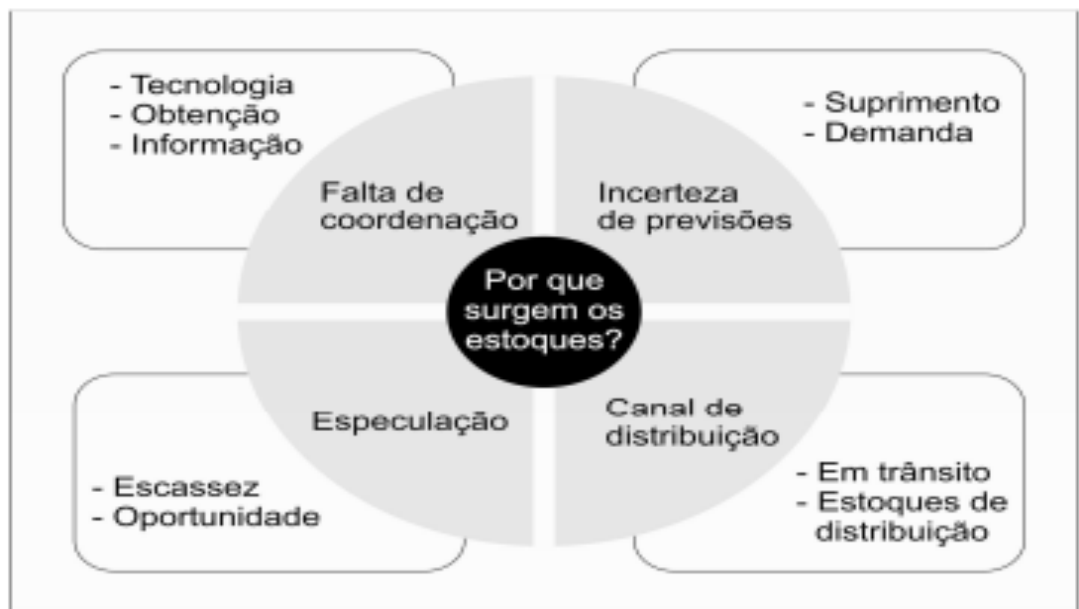 - Tecnologia
- Obtenção
- Informação
- Suprimento
- Demanda
Falta de
coordenação
Incerteza
de previsões
Por que
surgem os
estoques?
Especulação
Canal de
distribuição
- Escassez
- Oportunidade
- Em trânsito
- Estoques de
distribuição